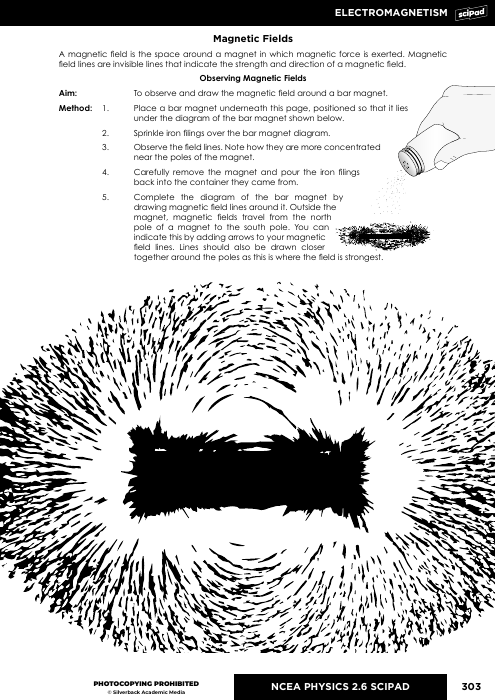 ELECTROMAGNETISM scipad
Magnetic Fields
A magnetic field is the space around a magnet in which magnetic force is exerted. Magnetic
field lines are invisible lines that indicate the strength and direction of a magnetic field.
Observing Magnetic Fields
Aim: To observe and draw the magnetic field around a bar magnet.
Method: 1. Place a bar magnet underneath this page, positioned so that it lies
under the diagram of the bar magnet shown below.
2. Sprinkle iron filings over the bar magnet diagram.
3. Observe the field lines. Note how they are more concentrated
near the poles of the magnet.
4. Carefully remove the magnet and pour the iron filings
back into the container they came from.
5. Complete the diagram of the bar magnet by
drawing magnetic field lines around it. Outside the
magnet, magnetic fields travel from the north
pole of a magnet to the south pole. You can
indicate this by adding arrows to your magnetic
field lines. Lines should also be drawn closer
together around the poles as this is where the field is strongest.
PHOTOCOPYING PROHIBITED
© Silverback Academic Media
NCEA PHYSICS 2.6 SCIPAD
303